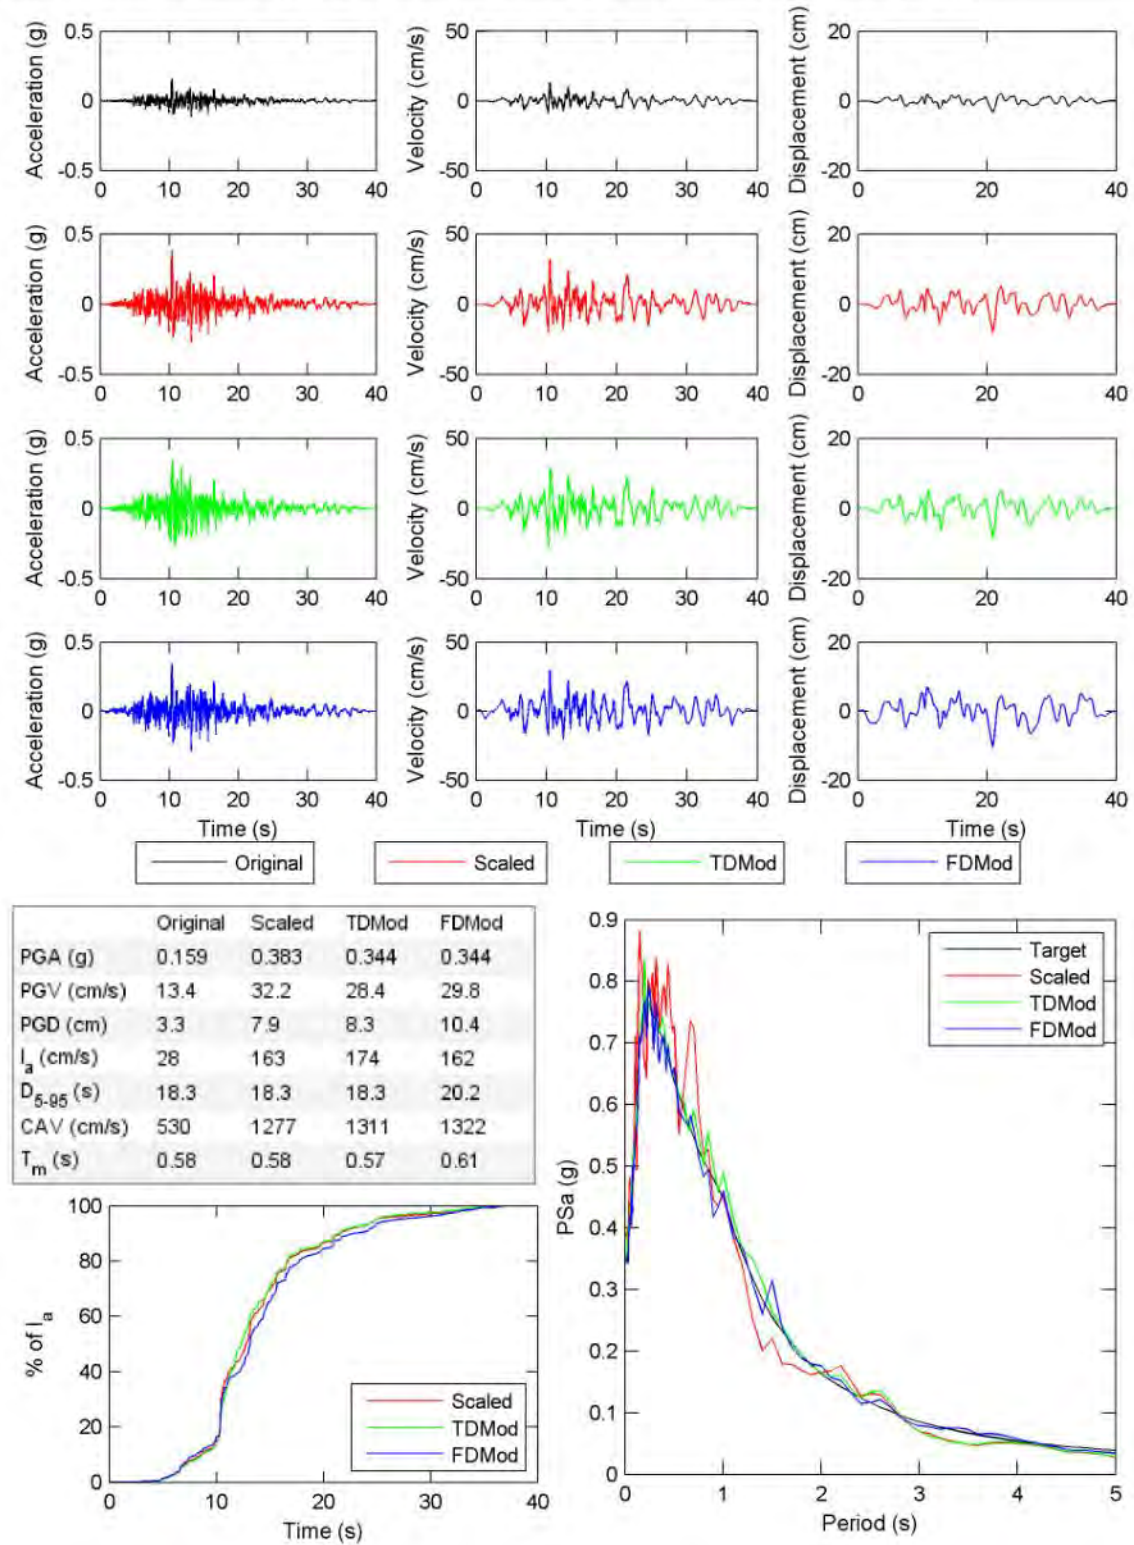 Acceleration (g)
0.5
0
-0.5
0 10 20 30 40
Velocity (cm/s)
50
0
-50
0 10 20 30 40
Displacement (cm)
20
0
-20
0 20 40
Acceleration (g)
0.5
0
-0.5
0 10 20 30 40
Velocity (cm/s)
50
0
-50
0 10 20 30 40
Displacement (cm)
20
0
-20
0 20 40
Acceleration (g)
0.5
0
-0.5
0 10 20 30 40
Velocity (cm/s)
50
0
-50
0 10 20 30 40
Displacement (cm)
20
0
-20
0 20 40
Acceleration (g)
0.5
0
-0.5
0 10 20 30 40
Time (s)
Velocity (cm/s)
50
0
-50
0 10 20 30 40
Time (s)
Displacement (cm)
20
0
-20
0 20 40
Time (s)
Original Scaled TDMod FDMod
Original Scaled TDMod FDMod
PGA (g) 0.159 0.383 0.344 0.344
PGV (cm/s) 13.4 32.2 28.4 29.8
PGD (cm) 3.3 7.9 8.3 10.4
I_a (cm/s) 28 163 174 162
D_5-95 (s) 18.3 18.3 18.3 20.2
CAV (cm/s) 530 1277 1311 1322
T_m (s) 0.58 0.58 0.57 0.61
% of I_a
100
80
60
40
20
0
0 10 20 30 40
Time (s)
Scaled
TDMod
FDMod
PSa (g)
0.9
0.8
0.7
0.6
0.5
0.4
0.3
0.2
0.1
0
0 1 2 3 4 5
Period (s)
Target
Scaled
TDMod
FDMod